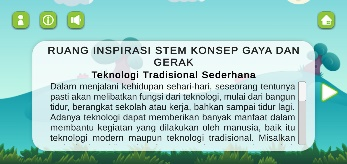 RUANG INSPIRASI STEM KONSEP GAYA DAN
GERAK
Teknologi Tradisional Sederhana
Dalam menjalani kehidupan sehari-hari, seseorang tentunya
pasti akan melibatkan fungsi dari teknologi, mulai dari bangun
tidur, berangkat sekolah atau kerja, bahkan sampai tidur lagi.
Adanya teknologi dapat memberikan banyak manfaat dalam
membantu kegiatan yang dilakukan oleh manusia, baik itu
teknologi modern maupun teknologi tradisional. Misalkan